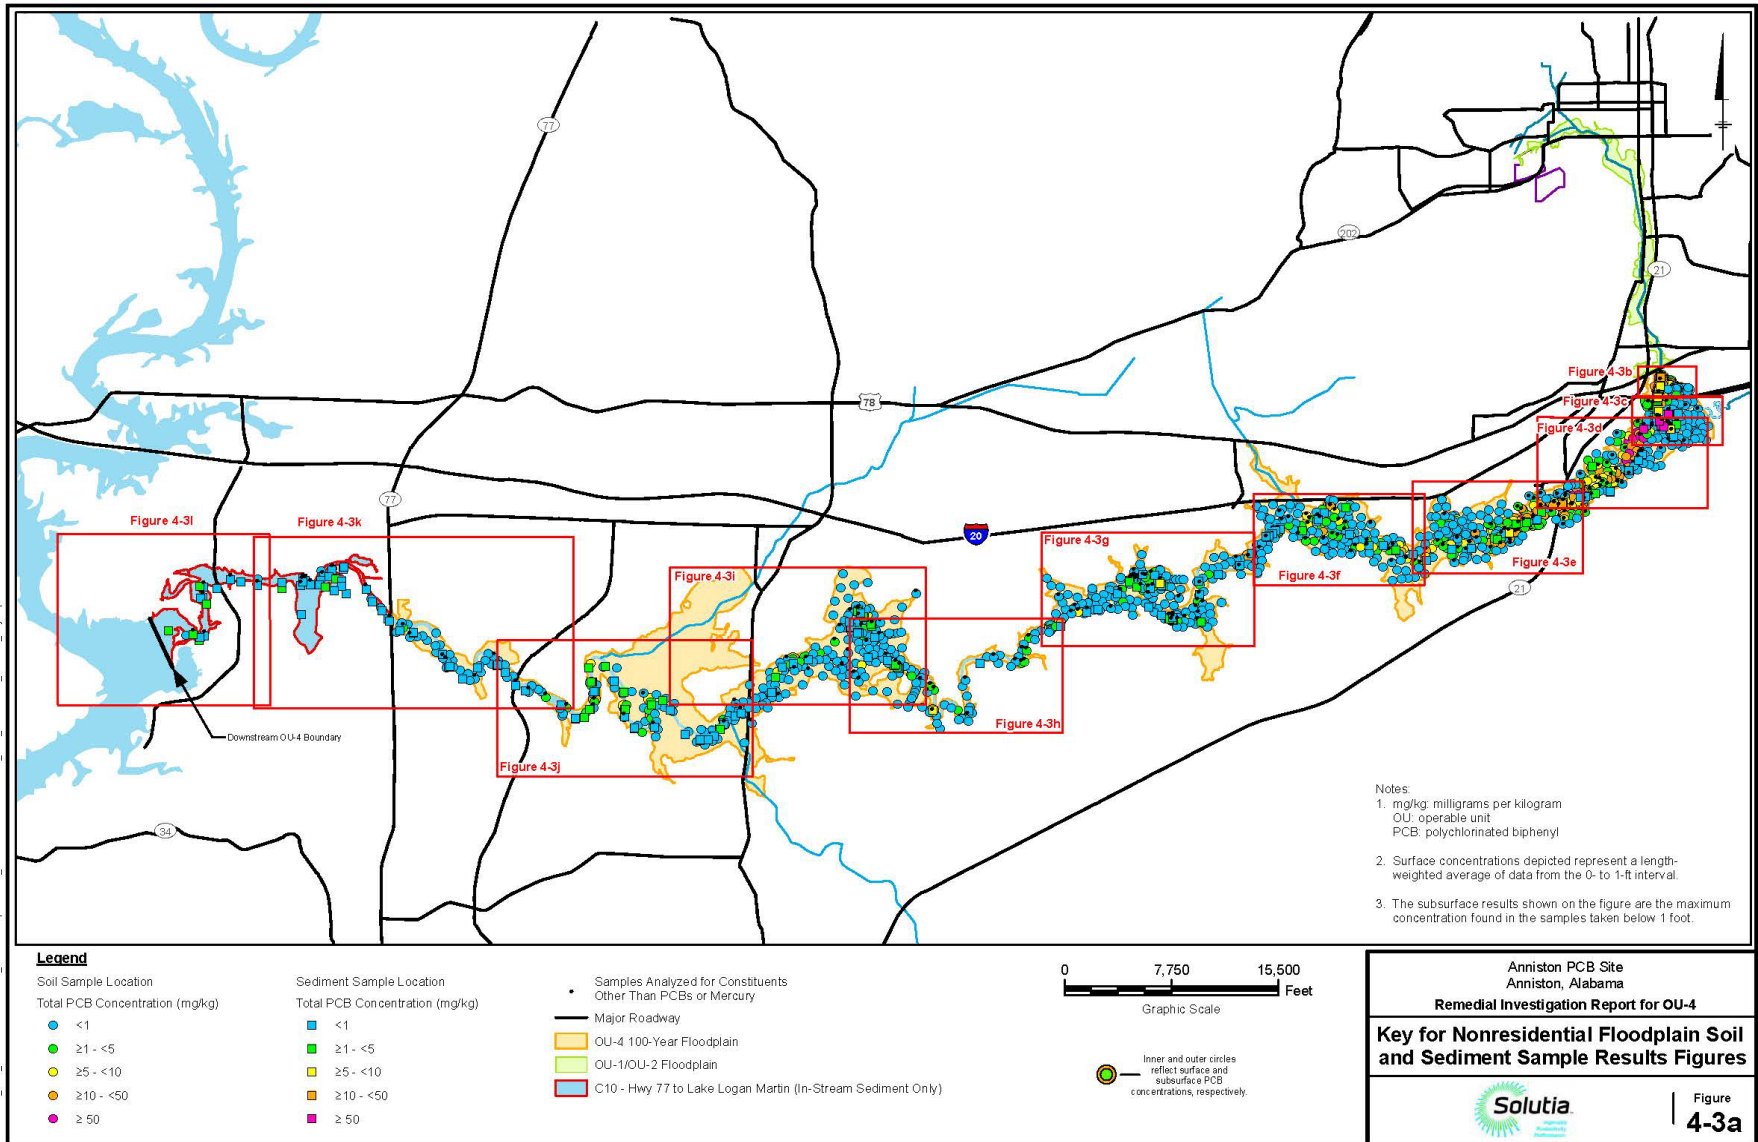 77
202
21
Figure 4-3b
78
Figure 4-3c
Figure 4-3d
77
Figure 4-3l
Figure 4-3k
20
Figure 4-3g
Figure 4-3e
Figure 4-3i
Figure 4-3f
21
Figure 4-3h
Downstream OU-4 Boundary
Figure 4-3j
34
Notes:
1. mg/kg: milligrams per kilogram
OU: operable unit
PCB: polychlorinated biphenyl
2. Surface concentrations depicted represent a length-
weighted average of data from the 0- to 1-ft interval.
3. The subsurface results shown on the figure are the maximum
concentration found in the samples taken below 1 foot.
Legend
Soil Sample Location
Total PCB Concentration (mg/kg)
<1
≥1 - <5
≥5 - <10
≥10 - <50
≥ 50
Sediment Sample Location
Total PCB Concentration (mg/kg)
<1
≥1 - <5
≥5 - <10
≥10 - <50
≥ 50
Samples Analyzed for Constituents
Other Than PCBs or Mercury
Major Roadway
OU-4 100-Year Floodplain
OU-1/OU-2 Floodplain
C10 - Hwy 77 to Lake Logan Martin (In-Stream Sediment Only)
0 7,750 15,500
Feet
Graphic Scale
Inner and outer circles
reflect surface and
subsurface PCB
concentrations, respectively.
Anniston PCB Site
Anniston, Alabama
Remedial Investigation Report for OU-4
Key for Nonresidential Floodplain Soil
and Sediment Sample Results Figures
Solutia
Figure
4-3a